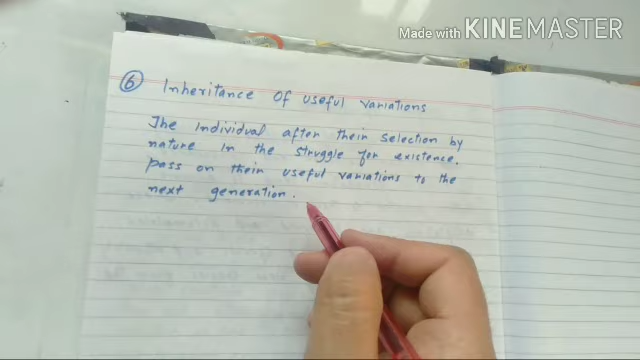 Made with KINEMASTER
6 Inheritance of useful variations
The individual after their selection by
nature in the struggle for existence.
pass on their useful variations to the
next generation.